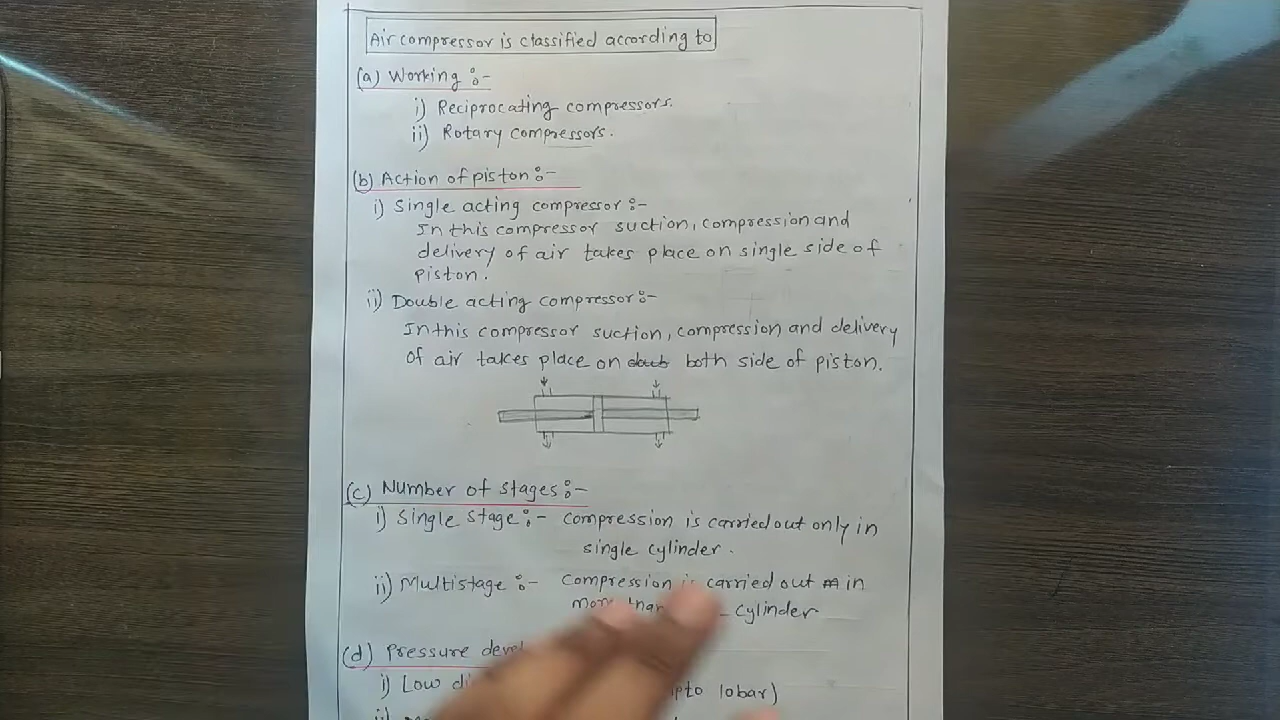 Air compressor is classified according to
(a) Working :-
i) Reciprocating compressors.
ii) Rotary compressors.
(b) Action of piston :-
i) Single acting compressor :-
In this compressor suction, compression and
delivery of air takes place on single side of
piston.
ii) Double acting compressor :-
In this compressor suction, compression and delivery
of air takes place on both side of piston.
(c) Number of stages :-
i) Single stage :- compression is carried out only in
single cylinder.
ii) Multistage :- Compression is carried out in
cylinder
(d) Pressure
i) Low 10bar)
ii)